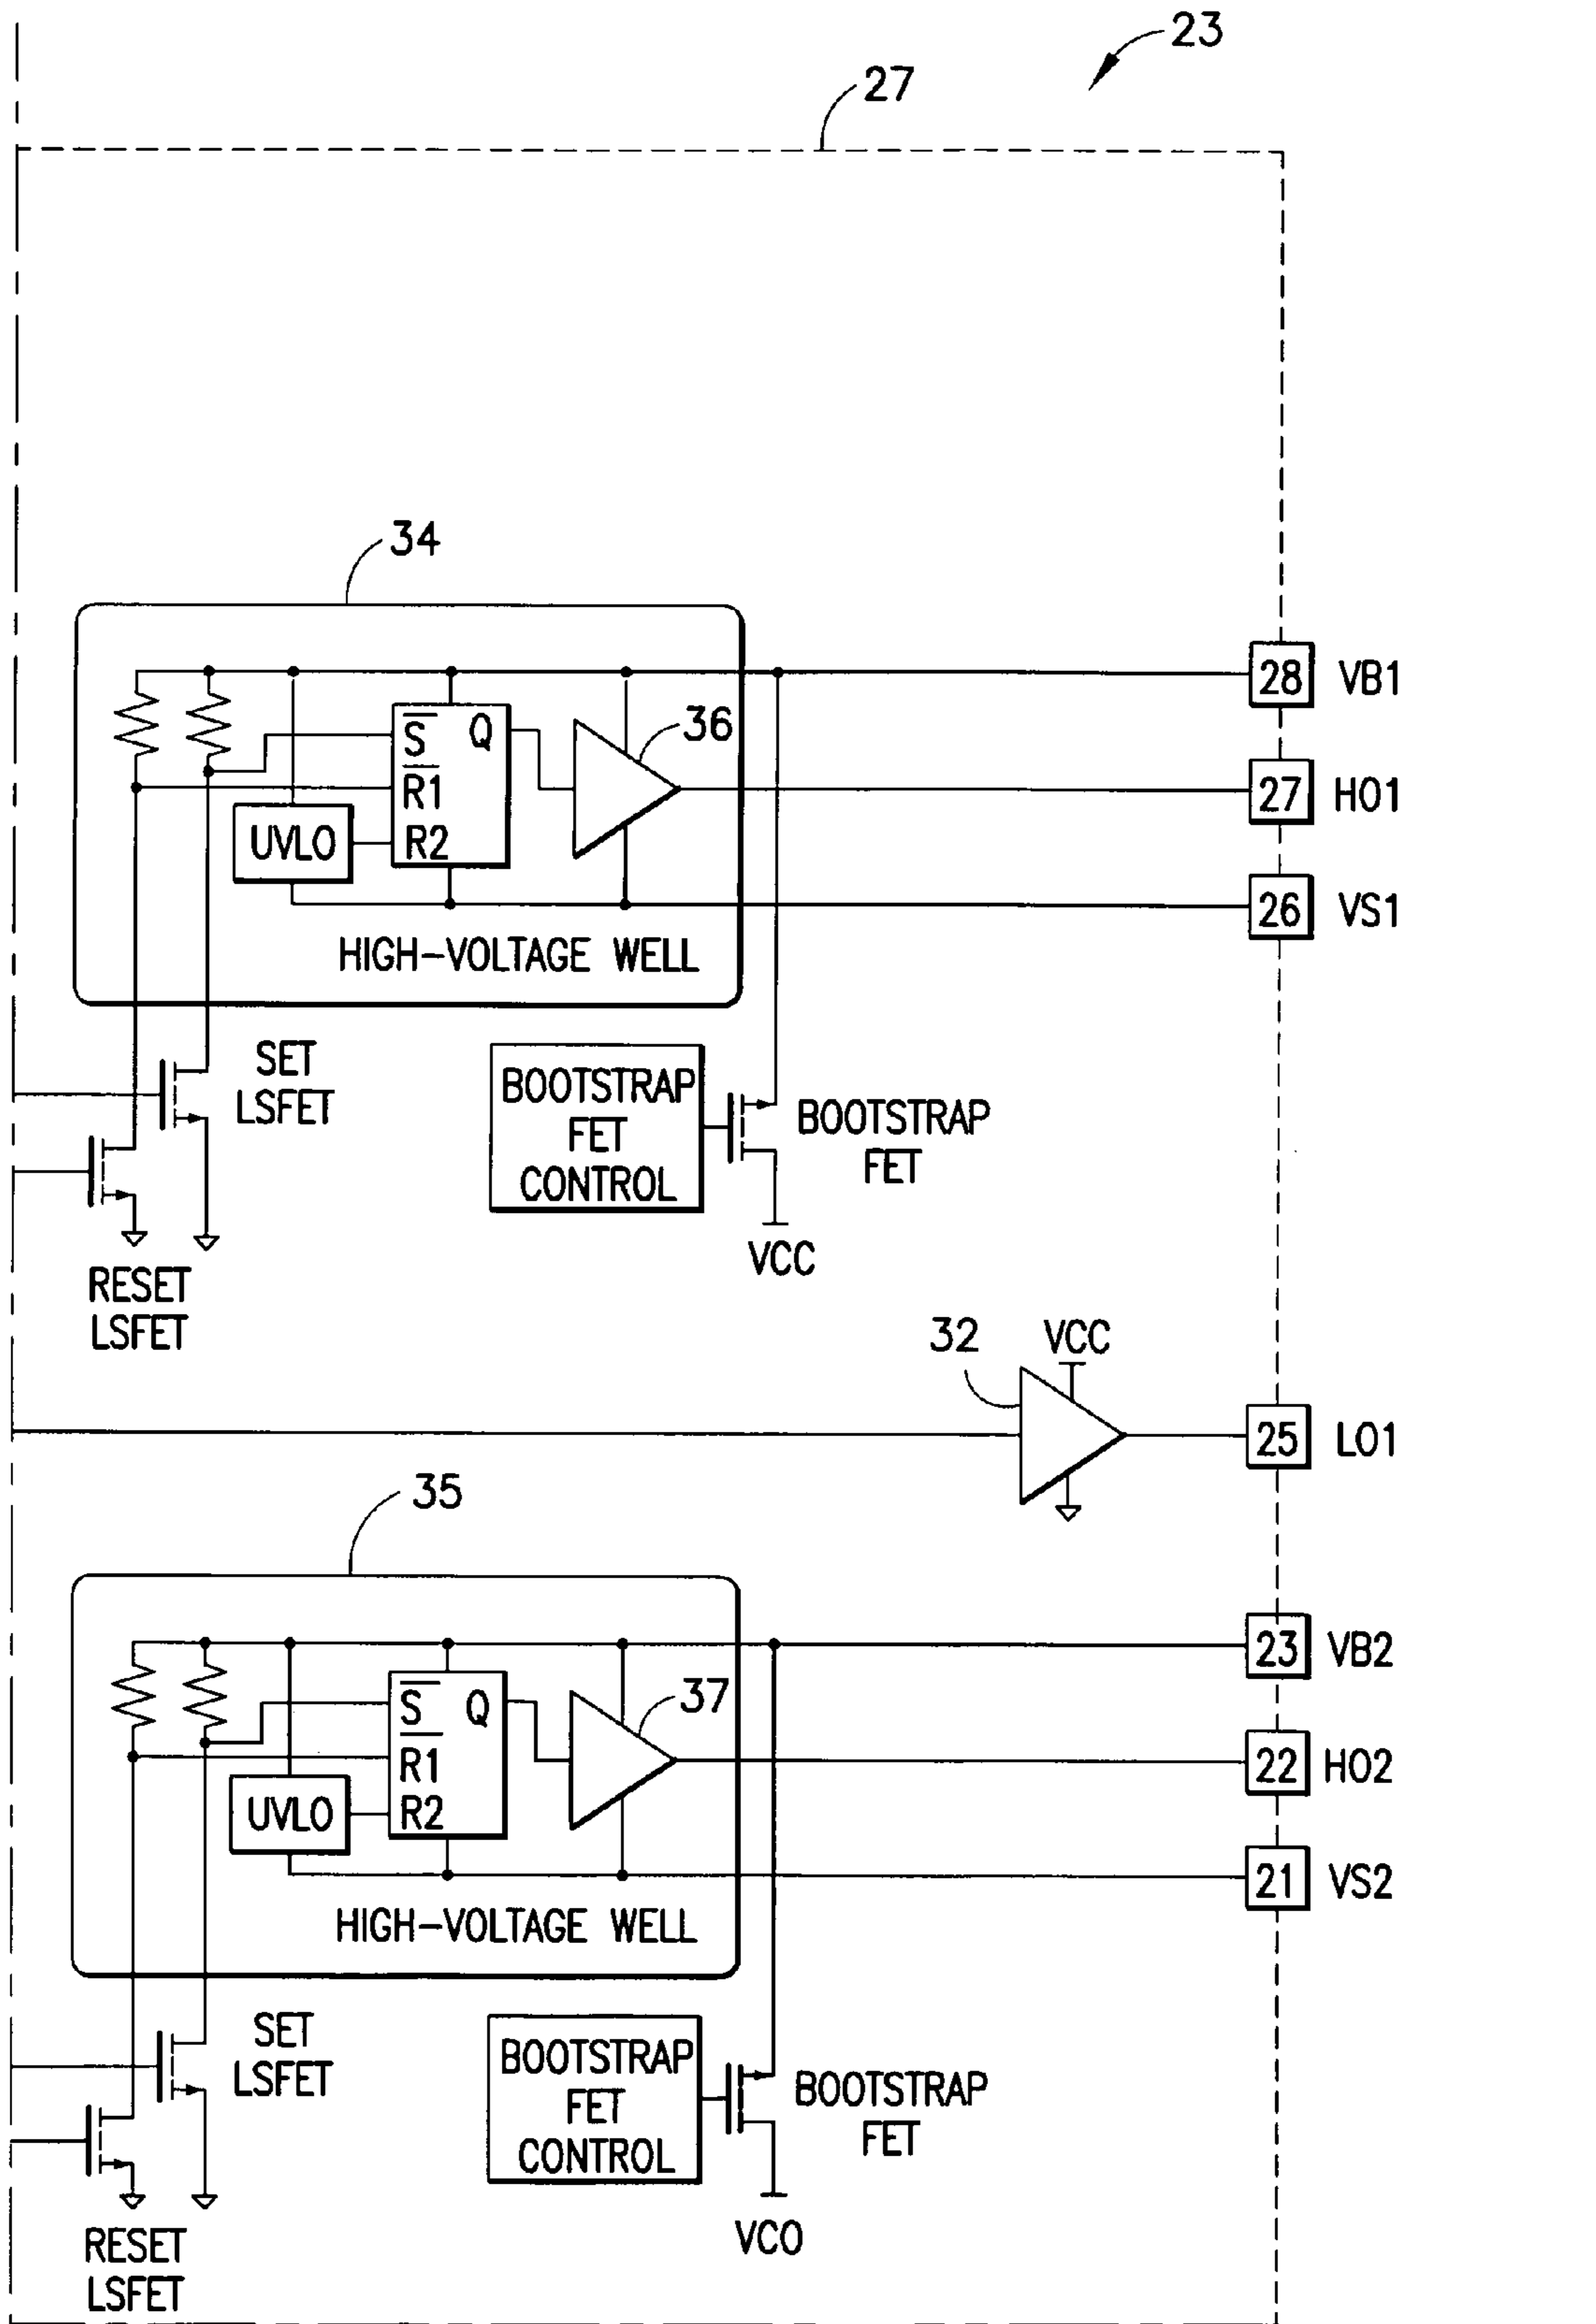 23
27
34
28 VB1
S Q
36
R1
27 HO1
UVLO R2
26 VS1
HIGH-VOLTAGE WELL
SET
LSFET
BOOTSTRAP
FET
CONTROL
BOOTSTRAP
FET
VCC
RESET
LSFET
32 VCC
25 LO1
35
23 VB2
S Q
37
R1
22 HO2
UVLO R2
21 VS2
HIGH-VOLTAGE WELL
SET
LSFET
BOOTSTRAP
FET
CONTROL
BOOTSTRAP
FET
VCO
RESET
LSFET